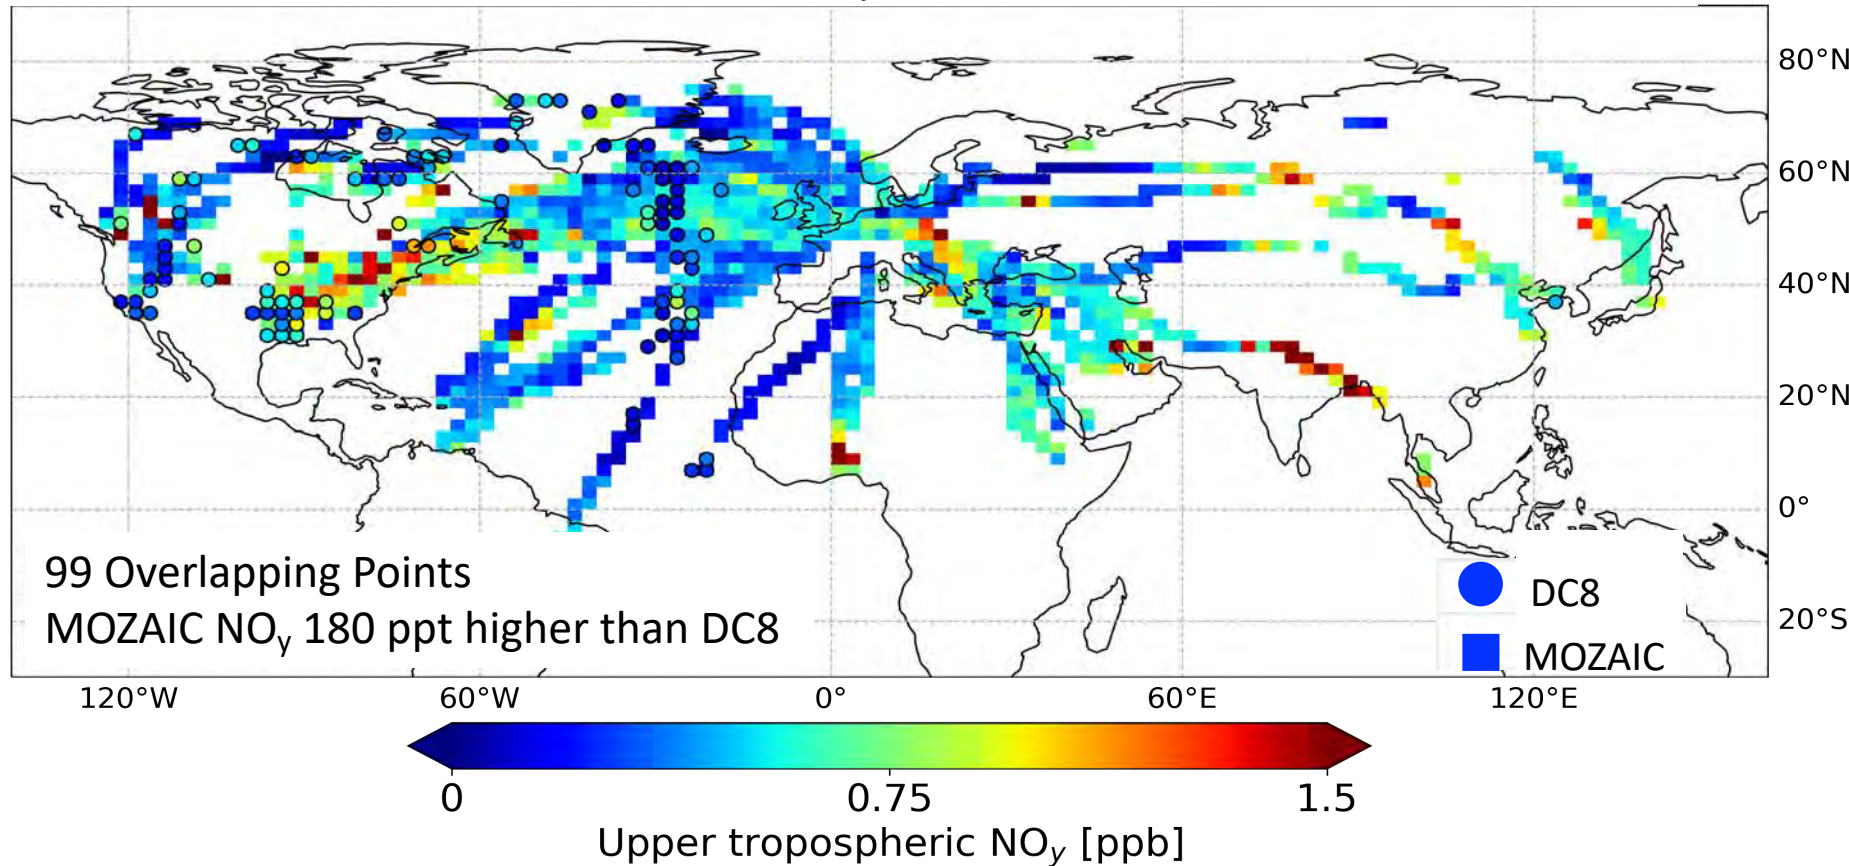 80°N
60°N
40°N
20°N
0°
20°S
99 Overlapping Points
MOZAIC NOy 180 ppt higher than DC8
DC8
MOZAIC
120°W 60°W 0° 60°E 120°E
0 0.75 1.5
Upper tropospheric NOy [ppb]